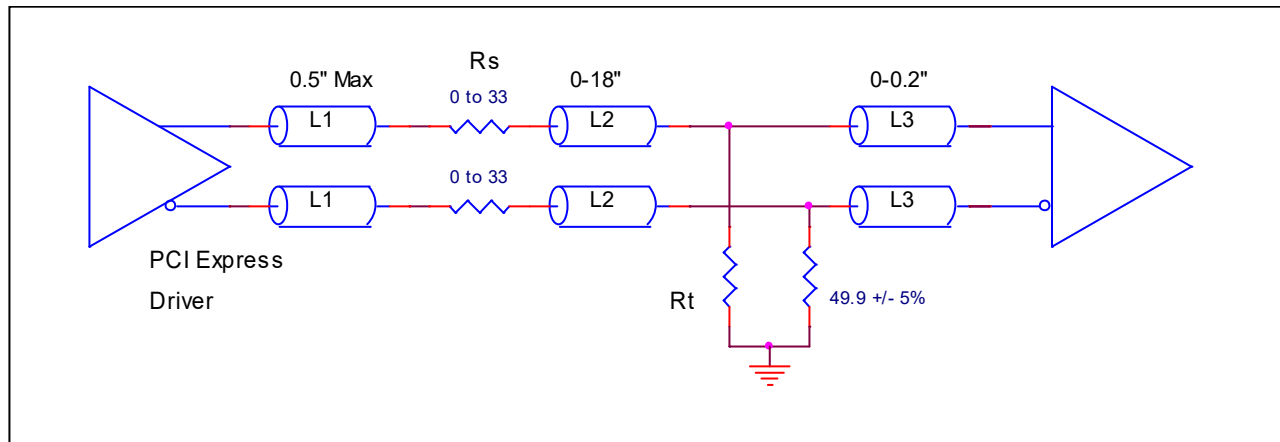 Rs
0.5" Max
0-18"
0-0.2"
0 to 33
L1
L2
L3
0 to 33
L1
L2
L3
PCI Express
Driver
Rt
49.9 +/- 5%